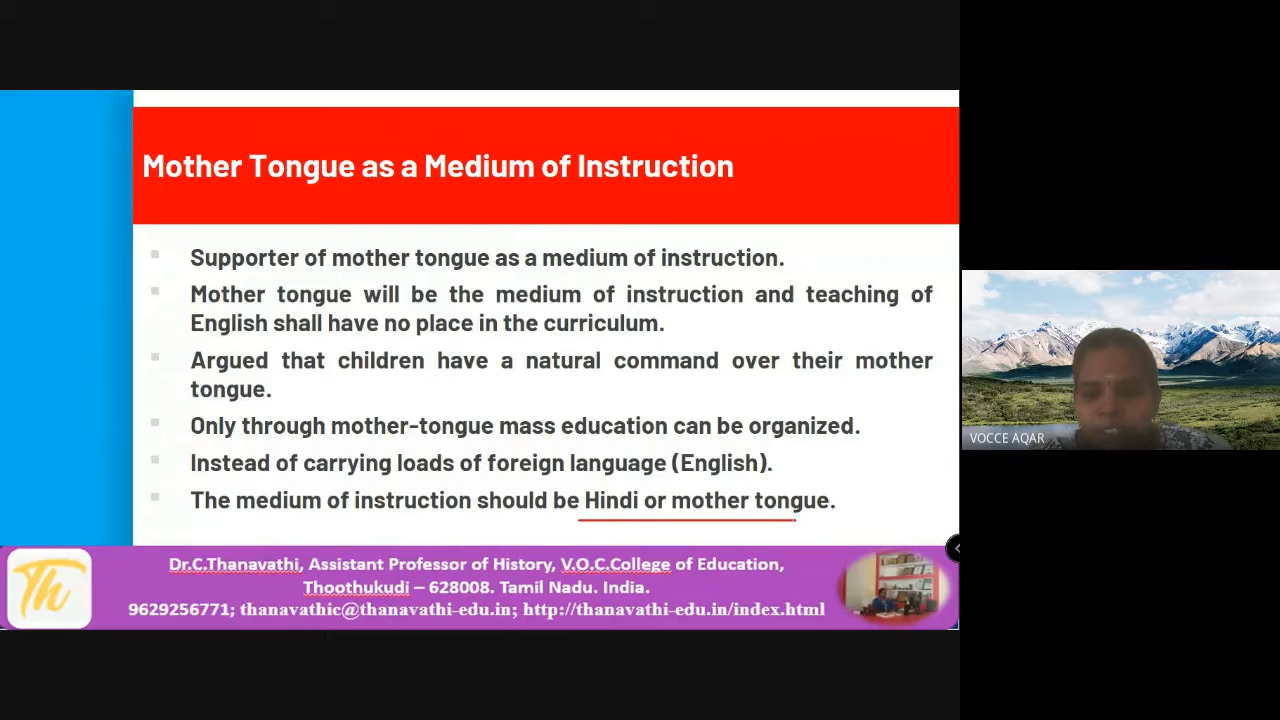 Mother Tongue as a Medium of Instruction
Supporter of mother tongue as a medium of instruction.
Mother tongue will be the medium of instruction and teaching of
English shall have no place in the curriculum.
Argued that children have a natural command over their mother
tongue.
Only through mother-tongue mass education can be organized.
Instead of carrying loads of foreign language (English).
The medium of instruction should be Hindi or mother tongue.
VOCCE AQAR
Th
Dr.C.Thanavathi, Assistant Professor of History, V.O.C.College of Education,
Thoothukudi – 628008. Tamil Nadu. India.
9629256771; thanavathic@thanavathi-edu.in; http://thanavathi-edu.in/index.html